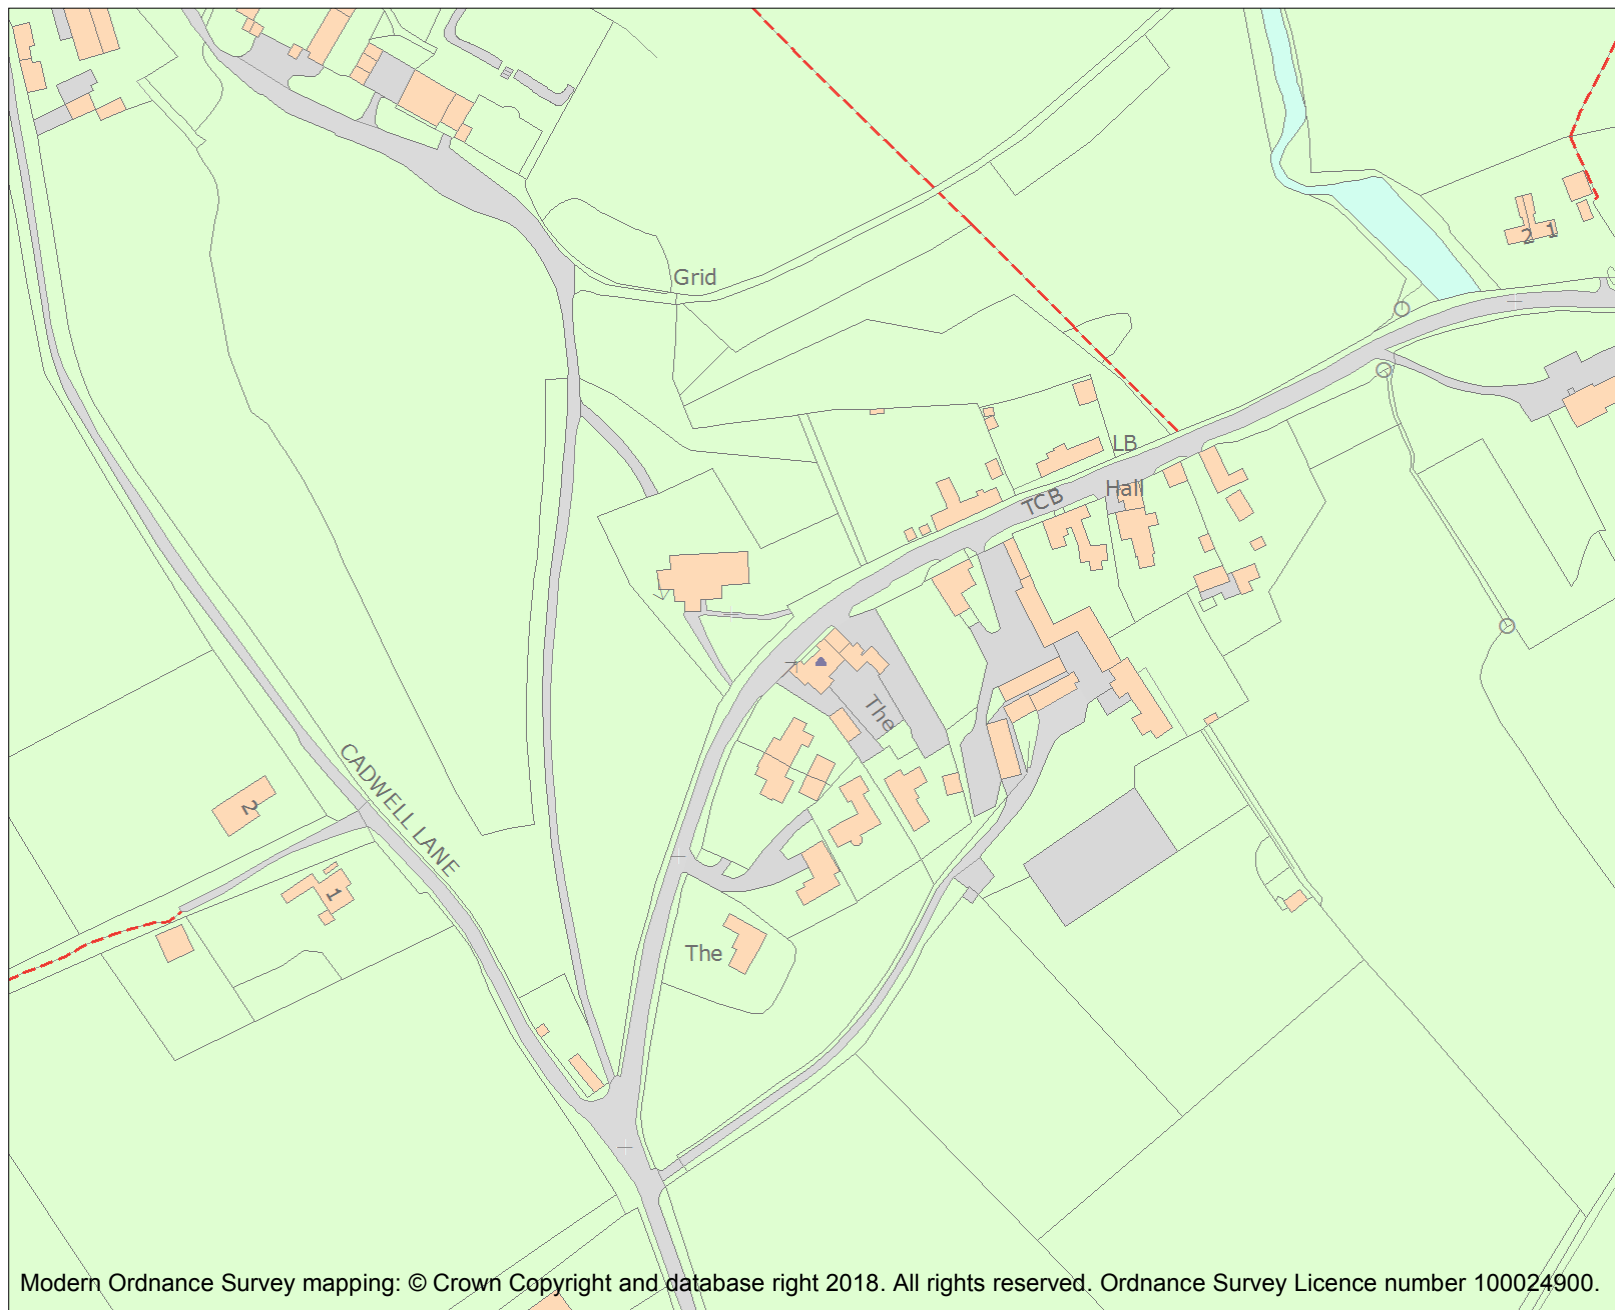 Grid
2 1
LB
Hall
TCB
The
CADWELL LANE
2
1
The
Modern Ordnance Survey mapping: © Crown Copyright and database right 2018. All rights reserved. Ordnance Survey Licence number 100024900.